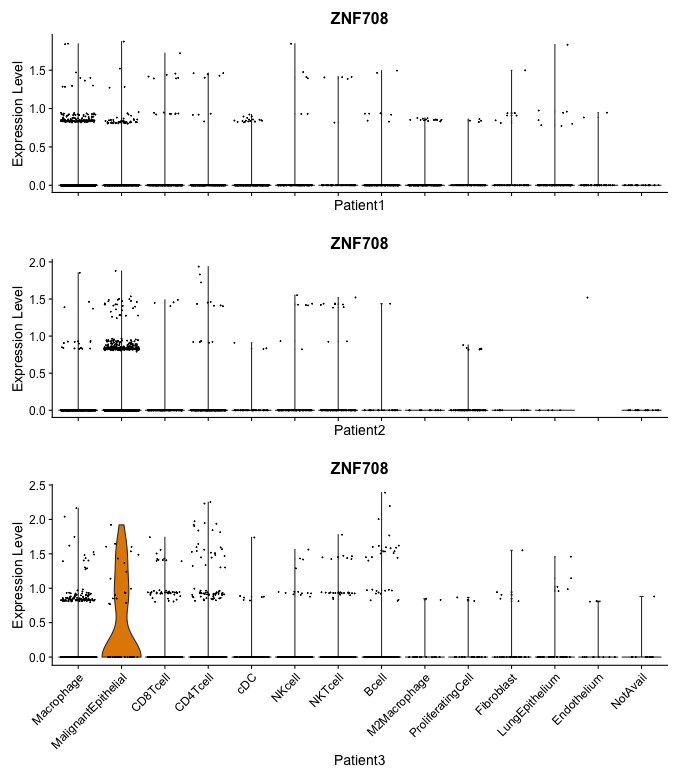 ZNF708
Expression Level
1.5
1.0
0.5
0.0
Patient1
ZNF708
Expression Level
2.0
1.5
1.0
0.5
0.0
Patient2
ZNF708
Expression Level
2.5
2.0
1.5
1.0
0.5
0.0
Macrophage
MalignantEpithelial
CD8Tcell
CD4Tcell
cDC
NKcell
NKTcell
Bcell
M2Macrophage
ProliferatingCell
Fibroblast
LungEpithelium
Endothelium
NotAvail
Patient3